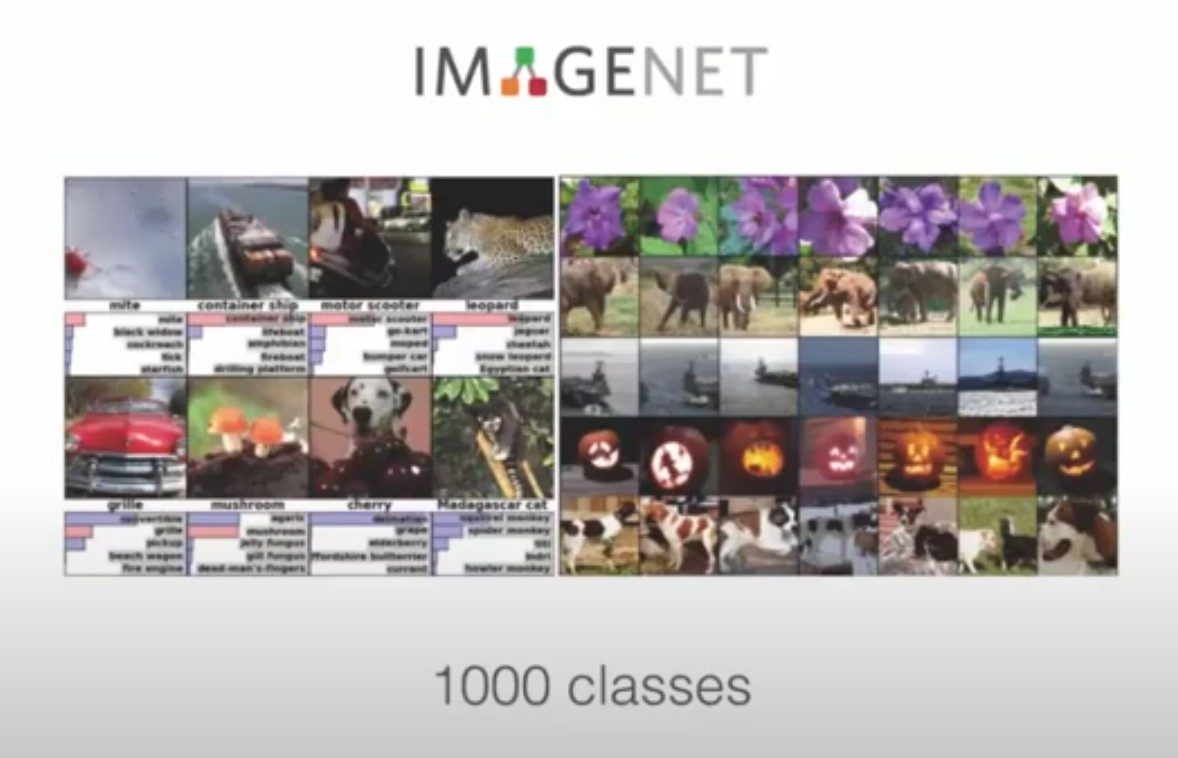 IMAGENET
mite
container ship
motor scooter
leopard
mite
black widow
cockroach
tick
starfish
container ship
lifeboat
amphibian
fireboat
drilling platform
motor scooter
go-kart
moped
bumper car
golfcart
leopard
jaguar
cheetah
snow leopard
Egyptian cat
grille
mushroom
cherry
Madagascar cat
convertible
grille
pickup
beach wagon
fire engine
agaric
mushroom
jelly fungus
gill fungus
dead-man's-fingers
dalmatian
grape
elderberry
ffordshire bullterrier
currant
squirrel monkey
spider monkey
titi
indri
howler monkey
1000 classes